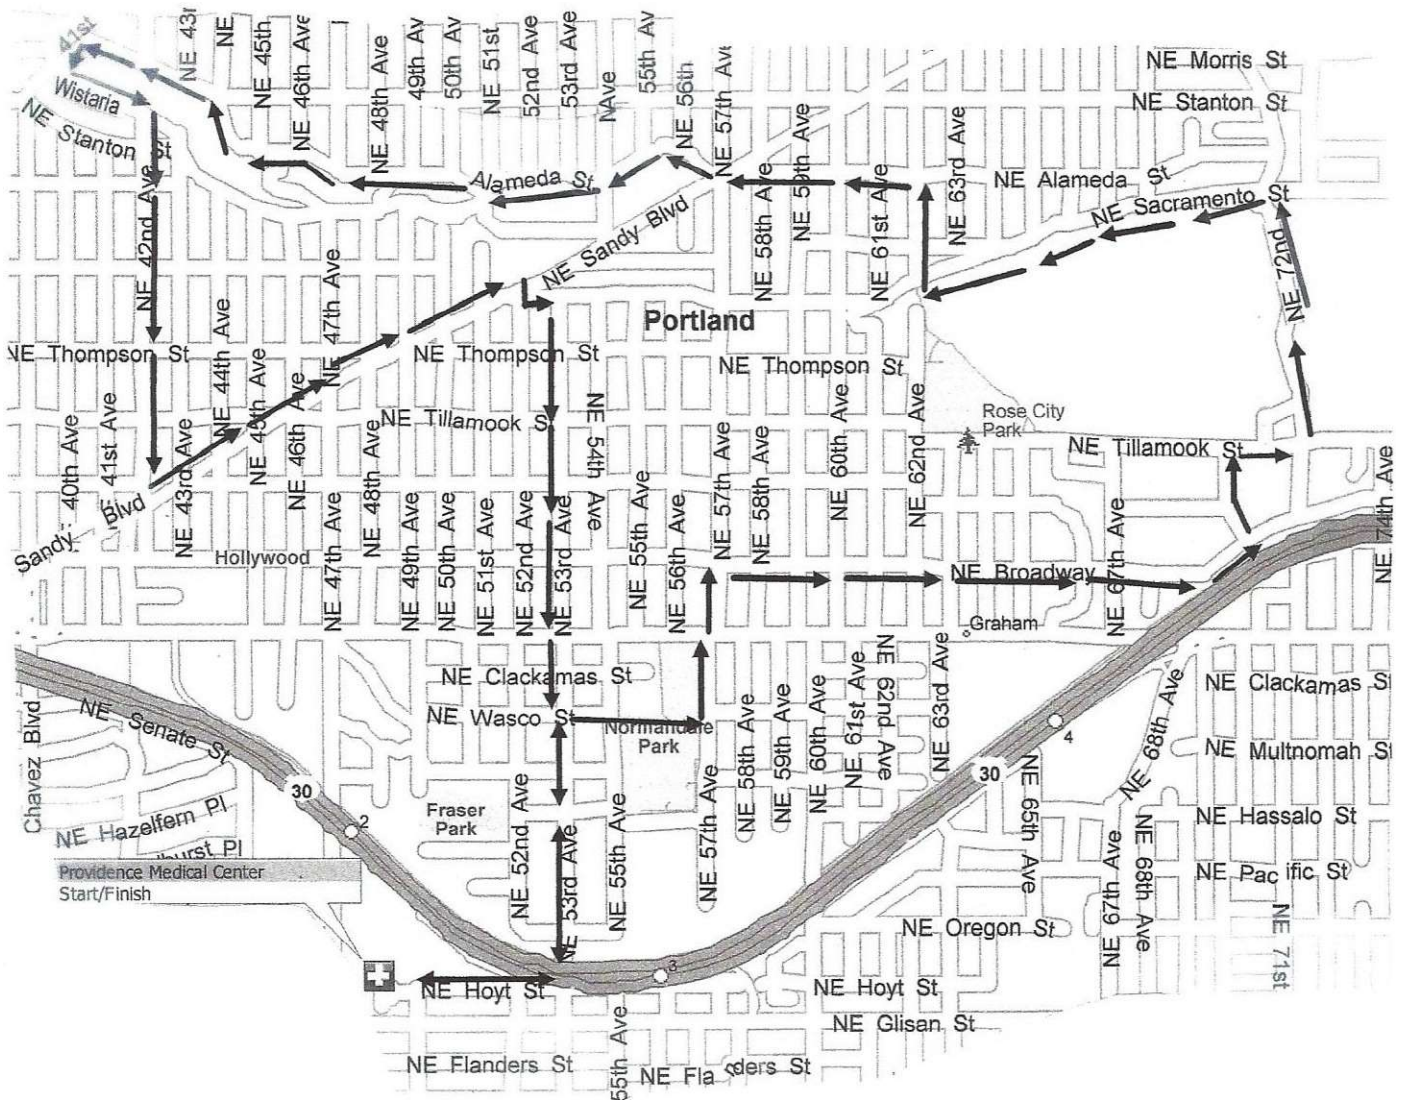 41st
NE 43r
NE
NE 45th
NE 46th Ave
NE 48th Ave
49th Av
50th Av
NE 51st
52nd Ave
53rd Ave
Ave
55th Av
NE 56th
NE 57th Av
NE Morris St
NE Stanton St
Wistaria
NE Stanton St
NE 42nd Ave
Alameda St
NE 58th Ave
NE 59th Ave
NE 61st Ave
NE 63rd Ave
NE Alameda St
NE Sacramento St
NE 72nd
NE Sandy Blvd
Portland
NE 44th Ave
NE 47th Ave
NE Thompson St
NE Thompson St
NE Thompson St
40th Ave
41st Ave
NE 43rd Ave
NE 45th Ave
NE 46th Ave
NE 48th Ave
NE Tillamook S
NE 54th Ave
NE 60th Ave
NE 62nd Ave
Rose City
Park
NE Tillamook St
NE 74th Ave
Sandy Blvd
Hollywood
NE 47th Ave
NE 49th Ave
NE 50th Ave
NE 51st Ave
NE 52nd Ave
NE 53rd Ave
NE 55th Ave
NE 56th Ave
NE 57th Ave
NE 58th Ave
NE Broadway
NE 67th Ave
Graham
NE Clackamas St
NE Wasco St
Normandale
Park
NE 58th Ave
NE 59th Ave
NE 60th Ave
NE 61st Ave
NE 62nd Ave
NE 63rd Ave
NE 68th Ave
NE Clackamas St
NE Multnomah St
Chavez Blvd
NE Senate St
30
30
4
NE Hazelfern Pl
hurst Pl
2
Fraser
Park
NE 52nd Ave
NE 53rd Ave
NE 55th Ave
NE 57th Ave
NE 65th Ave
NE 67th Ave
NE 68th Ave
NE Hassalo St
NE Pacific St
NE 71st
Providence Medical Center
Start/Finish
NE Oregon St
3
NE Hoyt St
NE Hoyt St
NE Glisan St
NE Flanders St
55th Ave
NE Fla ders St